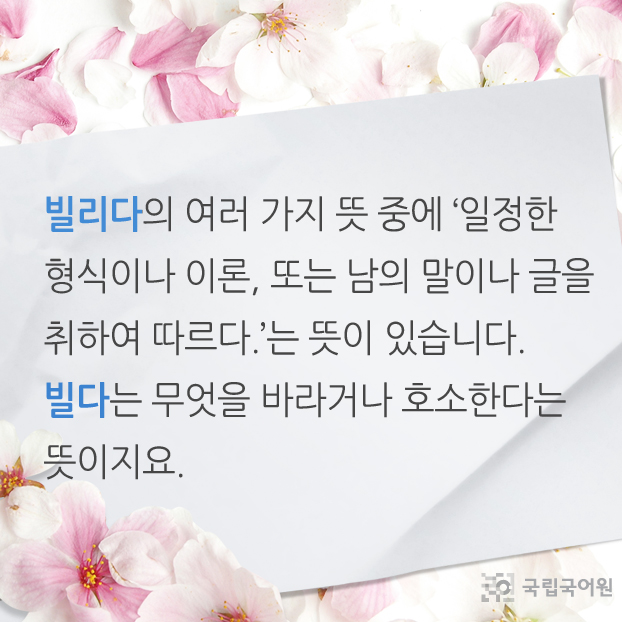 빌리다의 여러 가지 뜻 중에 ‘일정한
형식이나 이론, 또는 남의 말이나 글을
취하여 따르다.’는 뜻이 있습니다.
빌다는 무엇을 바라거나 호소한다는
뜻이지요.
국립국어원